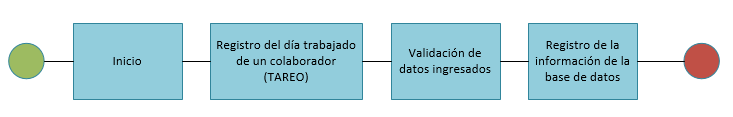 Inicio
Registro del día trabajado
de un colaborador
(TAREO)
Validación de
datos ingresados
Registro de la
información de la
base de datos